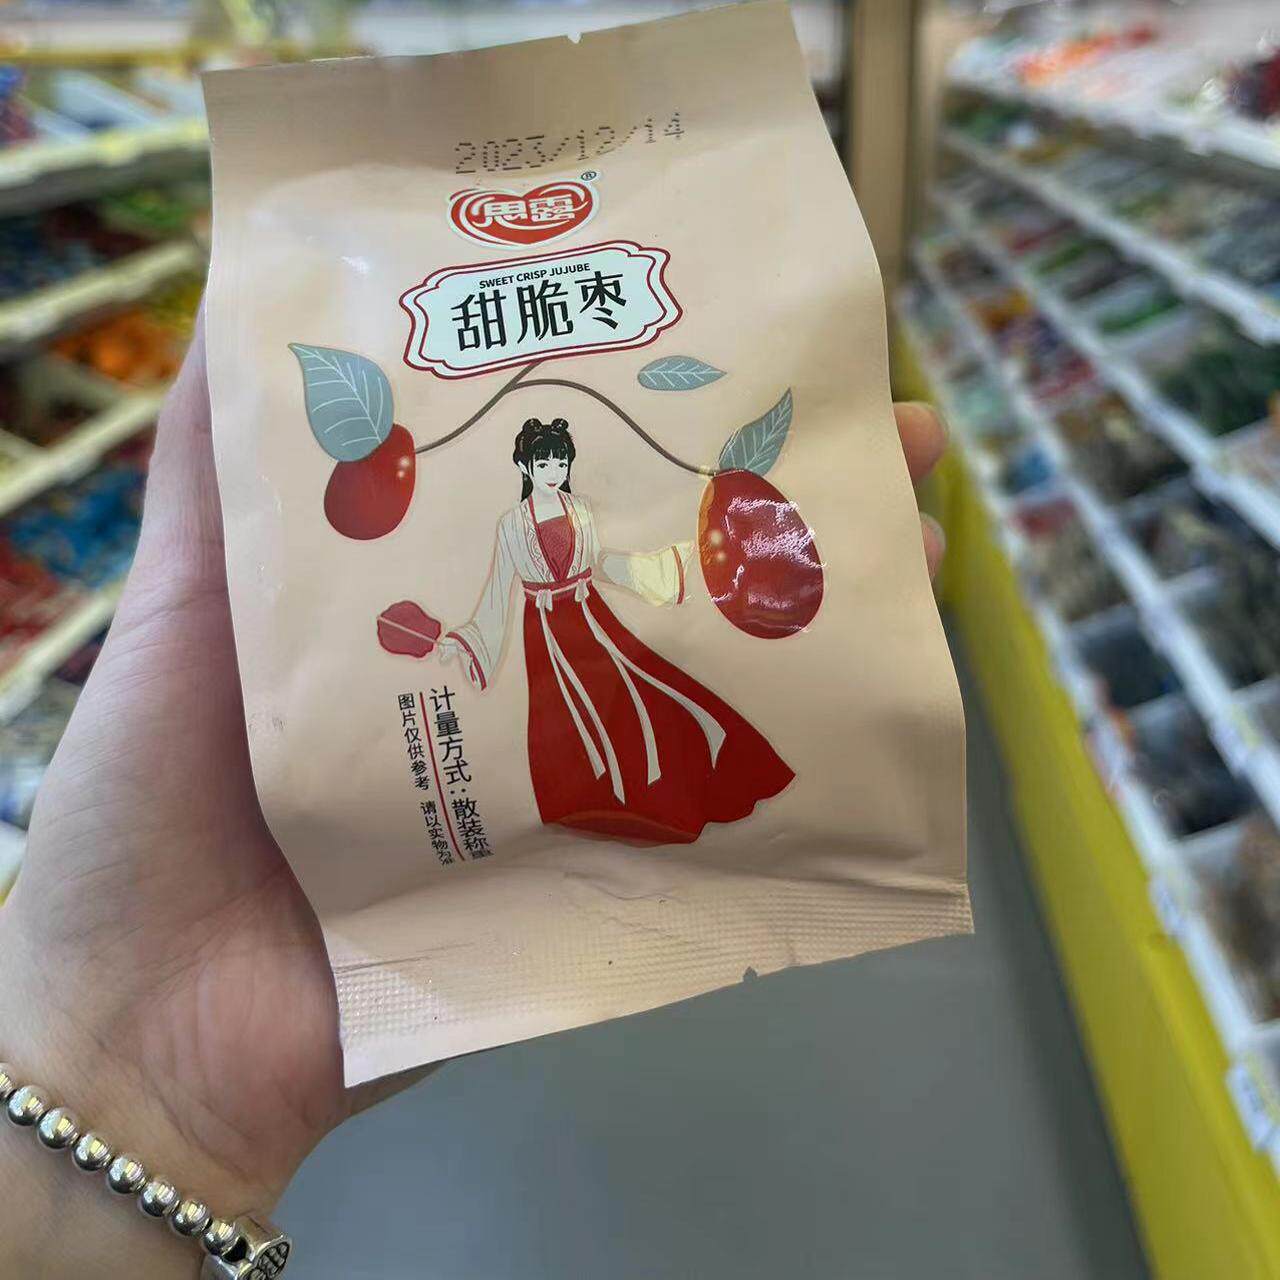 2023/12/14
思露®
SWEET CRISP JUJUBE
甜脆枣
计量方式:散装称重
图片仅供参考 请以实物为准